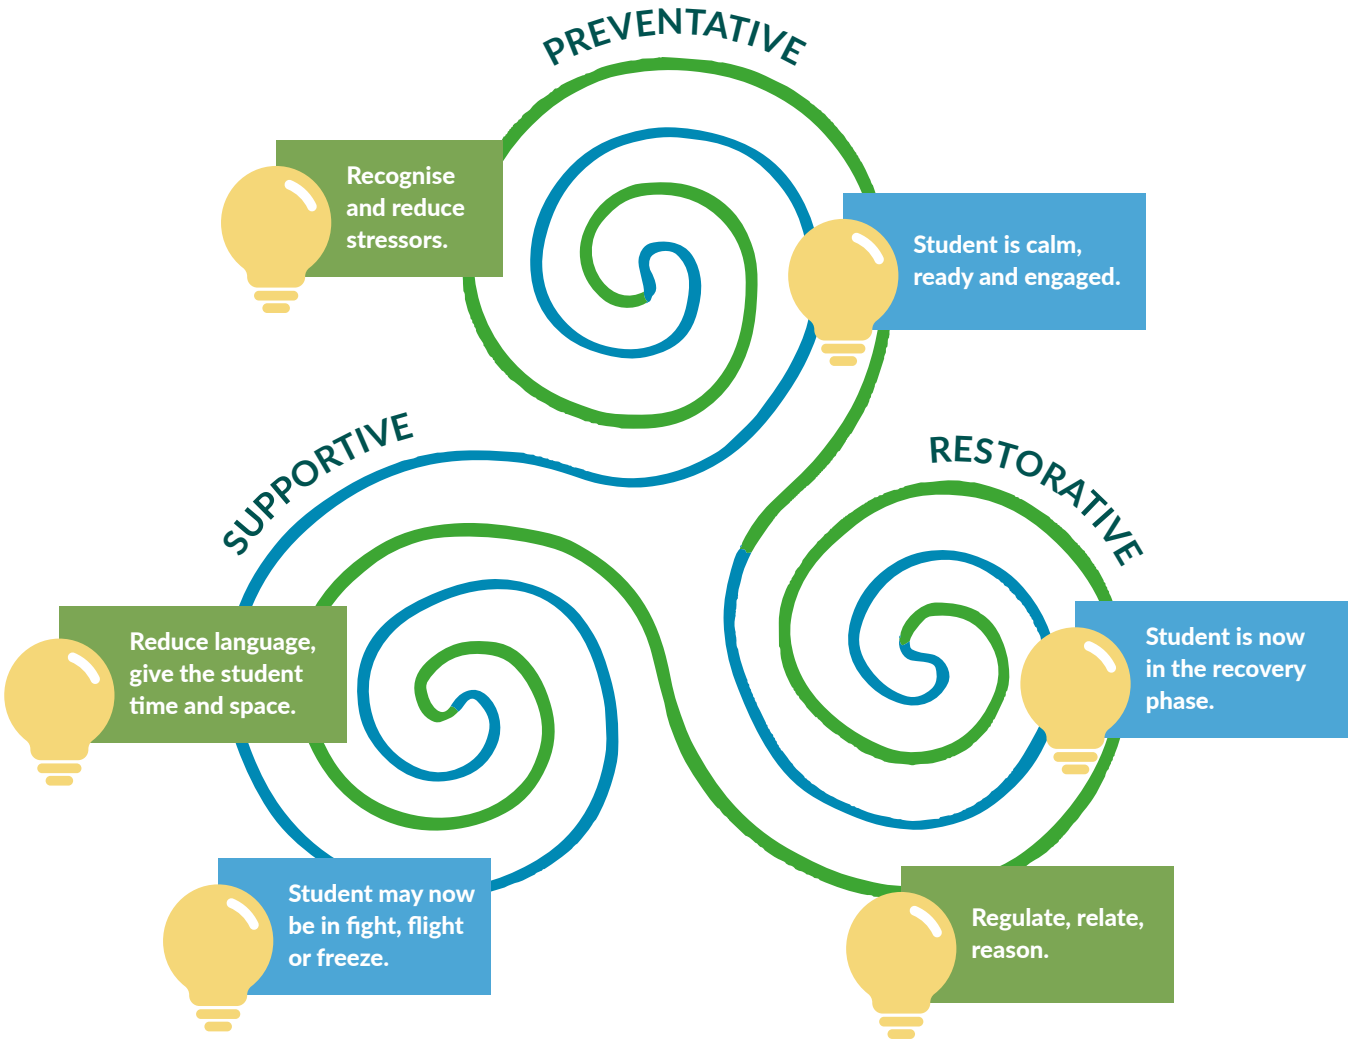 PREVENTATIVE
Recognise
and reduce
stressors.
Student is calm,
ready and engaged.
SUPPORTIVE
Reduce language,
give the student
time and space.
Student may now
be in fight, flight
or freeze.
RESTORATIVE
Student is now
in the recovery
phase.
Regulate, relate,
reason.